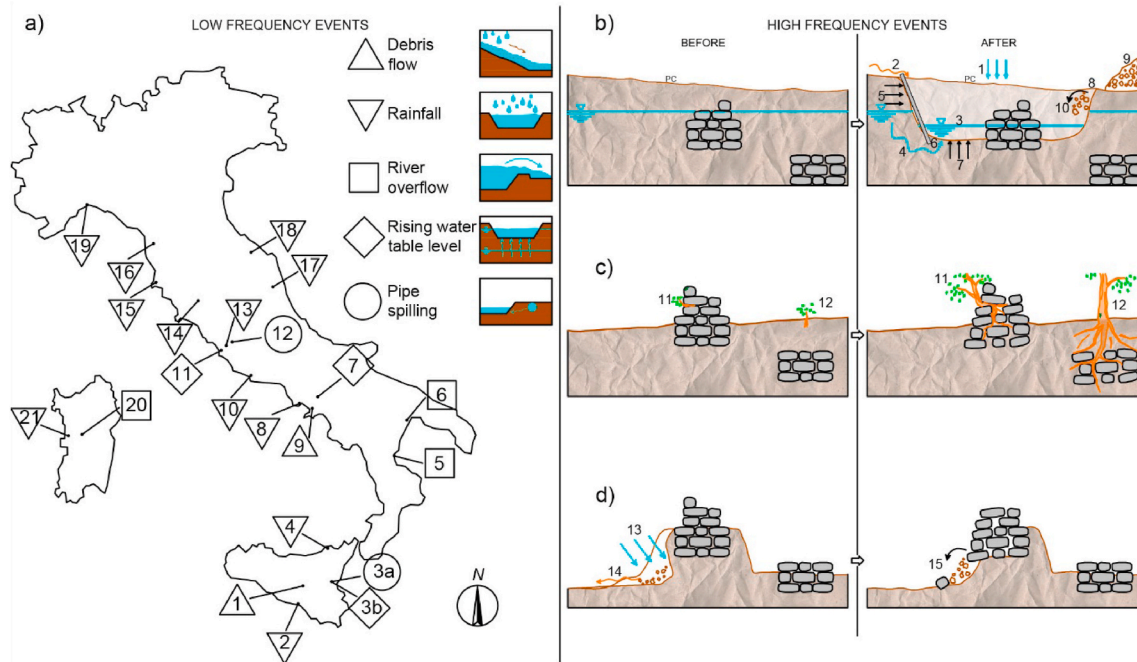 a)
LOW FREQUENCY EVENTS
Debris
flow
Rainfall
River
overflow
Rising water
table level
Pipe
spilling
18
19
17
16
15
13
14
12
11
7
10
6
8
9
20
21
5
4
3a
1
3b
2
N
b)
HIGH FREQUENCY EVENTS
BEFORE
AFTER
PC
2
1
PC
9
8
5
10
3
4
6
7
c)
11
12
11
12
d)
13
14
15